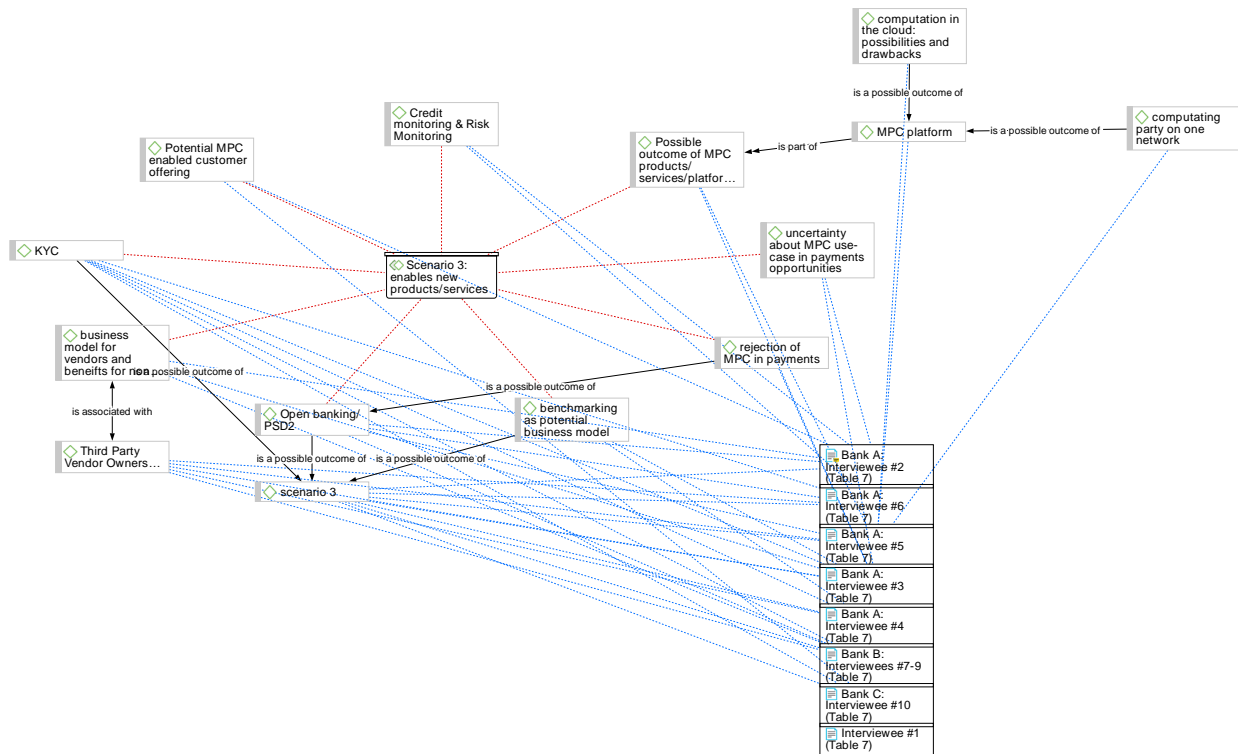 computation in
the cloud:
possibilities and
drawbacks
is a possible outcome of
Credit
monitoring & Risk
Monitoring
MPC platform
is a possible outcome of
computating
party on one
network
Potential MPC
enabled customer
offering
Possible
outcome of MPC
products/
services/platfor…
is part of
KYC
uncertainty
about MPC use-
case in payments
opportunities
Scenario 3:
enables new
products/services
business
model for
vendors and
beneifts for non…
is a possible outcome of
rejection of
MPC in payments
is a possible outcome of
is associated with
Open banking/
PSD2
benchmarking
as potential
business model
Third Party
Vendor Owners…
is a possible outcome of
is a possible outcome of
scenario 3
Bank A:
Interviewee #2
(Table 7)
Bank A:
Interviewee #6
(Table 7)
Bank A:
Interviewee #5
(Table 7)
Bank A:
Interviewee #3
(Table 7)
Bank A:
Interviewee #4
(Table 7)
Bank B:
Interviewees #7-9
(Table 7)
Bank C:
Interviewee #10
(Table 7)
Interviewee #1
(Table 7)